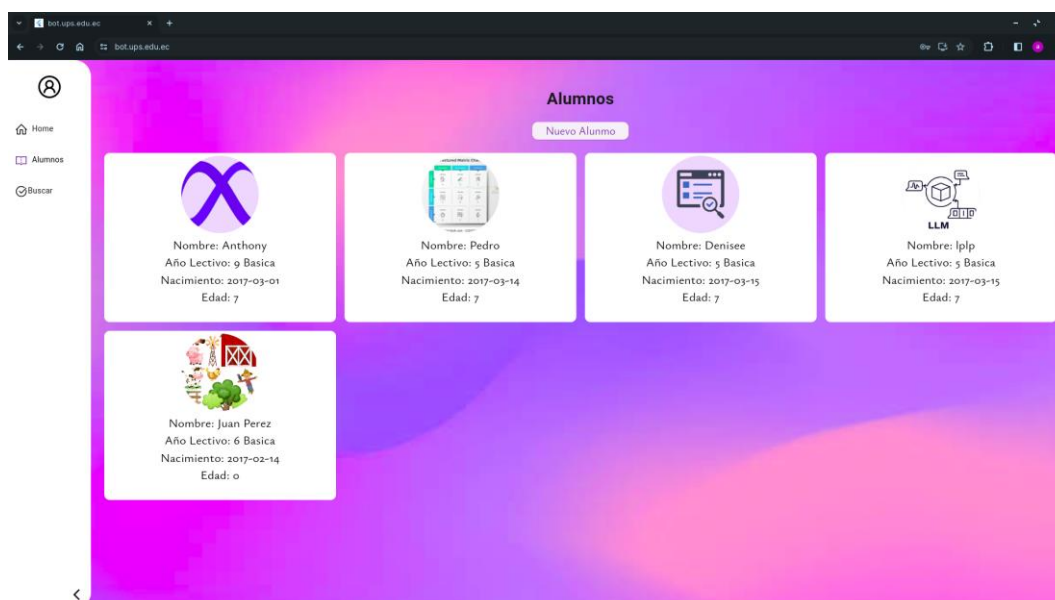 bot.ups.edu.ec
bot.ups.edu.ec
Home
Alumnos
Buscar
Alumnos
Nuevo Alunmo
Nombre: Anthony
Año Lectivo: 9 Basica
Nacimiento: 2017-03-01
Edad: 7
Nombre: Pedro
Año Lectivo: 5 Basica
Nacimiento: 2017-03-14
Edad: 7
Nombre: Denisee
Año Lectivo: 5 Basica
Nacimiento: 2017-03-15
Edad: 7
LLM
Nombre: lplp
Año Lectivo: 5 Basica
Nacimiento: 2017-03-15
Edad: 7
Nombre: Juan Perez
Año Lectivo: 6 Basica
Nacimiento: 2017-02-14
Edad: 0